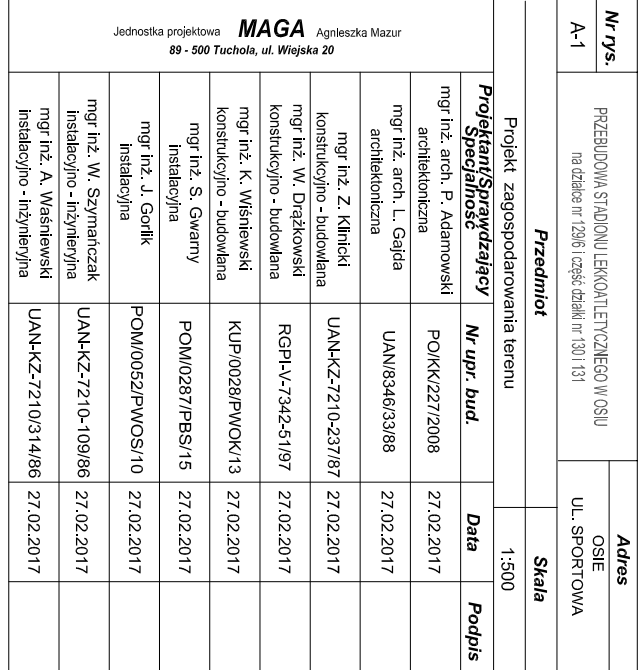 Nr rys.
A-1
PRZEBUDOWA STADIONU LEKKOATLETYCZNEGO W OSIU
na działce nr 129/6 i część działki nr 130 i 131
Adres
OSIE
UL. SPORTOWA
Przedmiot
Skala
Projekt zagospodarowania terenu
1:500
Projektant/Sprawdzający
Specjalność
Nr upr. bud.
Data
Podpis
mgr inż. arch. P. Adamowski
architektoniczna
PO/KK/227/2008
27.02.2017
mgr inż. arch. L. Gajda
architektoniczna
UAN/8346/33/88
27.02.2017
mgr inż. Z. Klinicki
konstrukcyjno - budowlana
UAN-KZ-7210-237/87
27.02.2017
mgr inż. W. Drążkowski
konstrukcyjno - budowlana
RGPI-V-7342-51/97
27.02.2017
mgr inż. K. Wiśniewski
konstrukcyjno - budowlana
KUP/0028/PWOK/13
27.02.2017
mgr inż. S. Gwarny
instalacyjna
POM/0287/PBS/15
27.02.2017
mgr inż. J. Gorlik
instalacyjna
POM/0052/PWOS/10
27.02.2017
mgr inż. W. Szymańczak
instalacyjno - inżynieryjna
UAN-KZ-7210-109/86
27.02.2017
mgr inż. A. Waśniewski
instalacyjno - inżynieryjna
UAN-KZ-7210/314/86
27.02.2017
Jednostka projektowa MAGA Agnieszka Mazur
89 - 500 Tuchola, ul. Wiejska 20